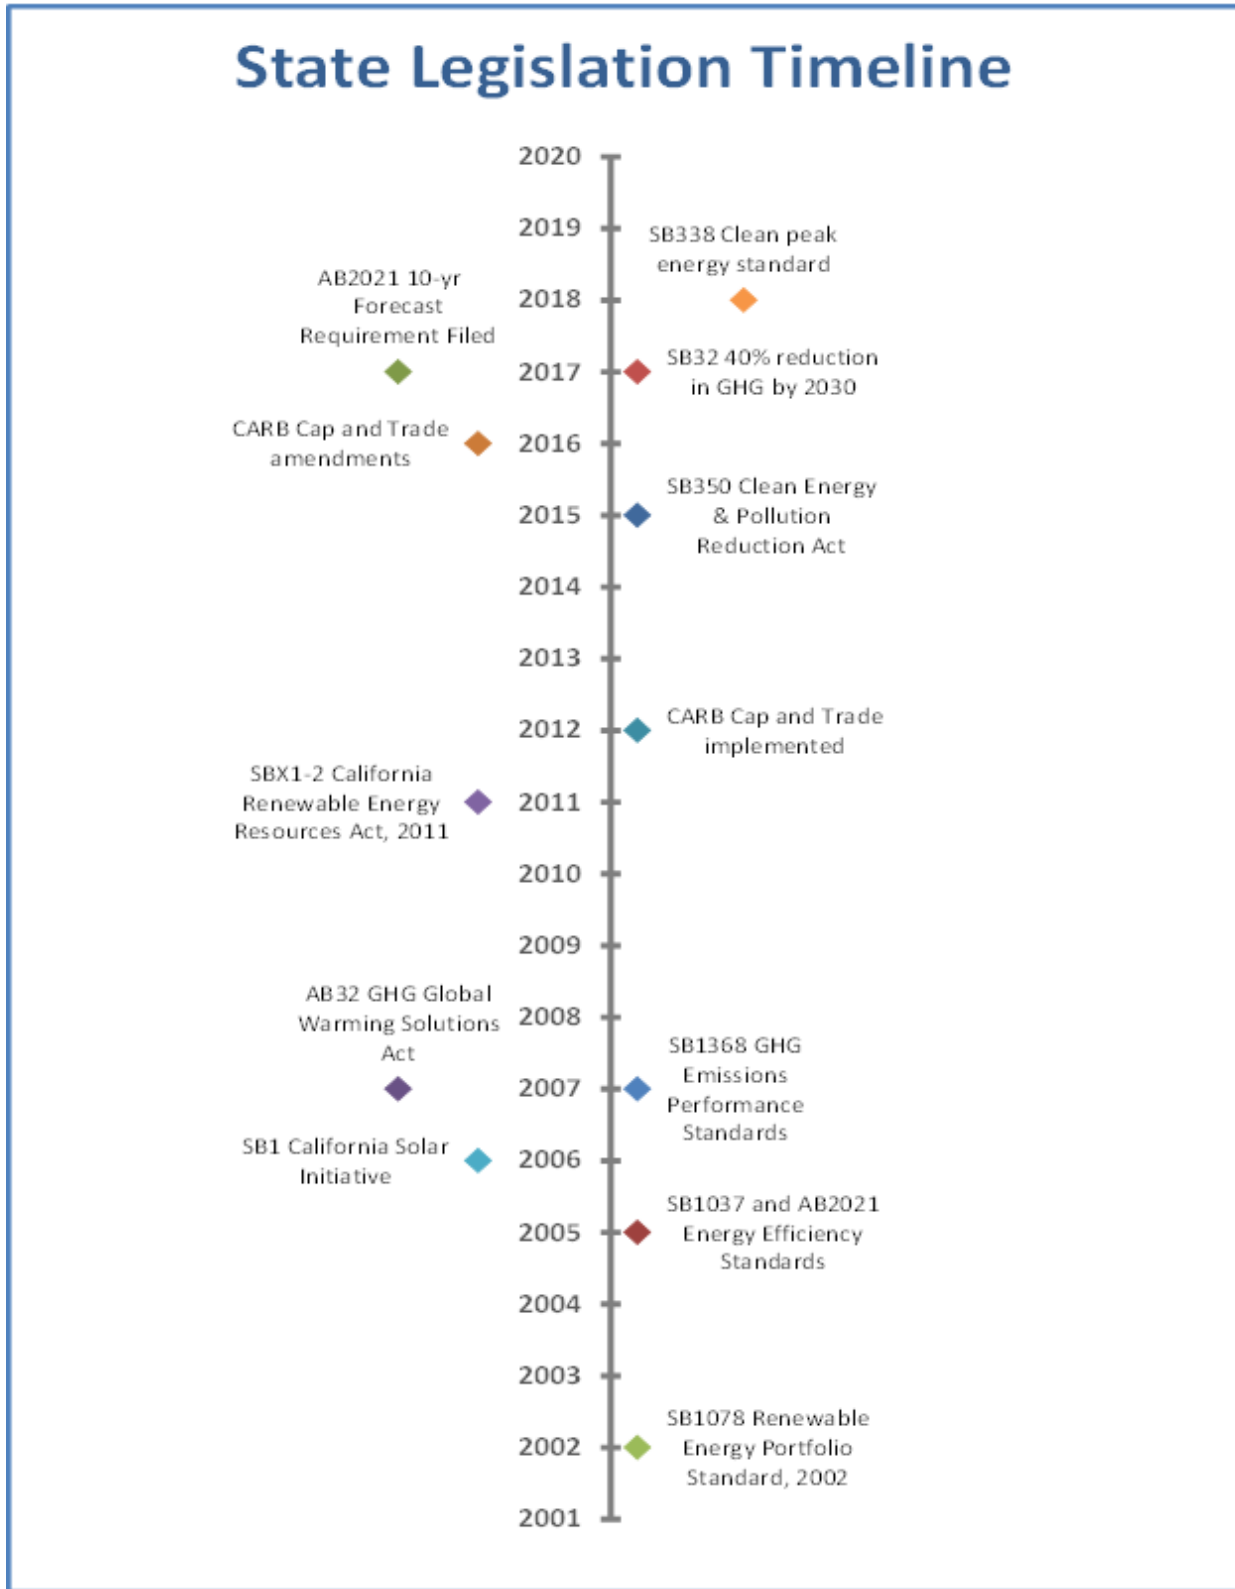 State Legislation Timeline
2020
2019
SB338 Clean peak
energy standard
AB2021 10-yr
Forecast
Requirement Filed
2018
2017
SB32 40% reduction
in GHG by 2030
CARB Cap and Trade
amendments
2016
SB350 Clean Energy
& Pollution
Reduction Act
2015
2014
2013
2012
CARB Cap and Trade
implemented
SBX1-2 California
Renewable Energy
Resources Act, 2011
2011
2010
2009
AB32 GHG Global
Warming Solutions
Act
2008
SB1368 GHG
Emissions
Performance
Standards
2007
SB1 California Solar
Initiative
2006
SB1037 and AB2021
Energy Efficiency
Standards
2005
2004
2003
SB1078 Renewable
Energy Portfolio
Standard, 2002
2002
2001